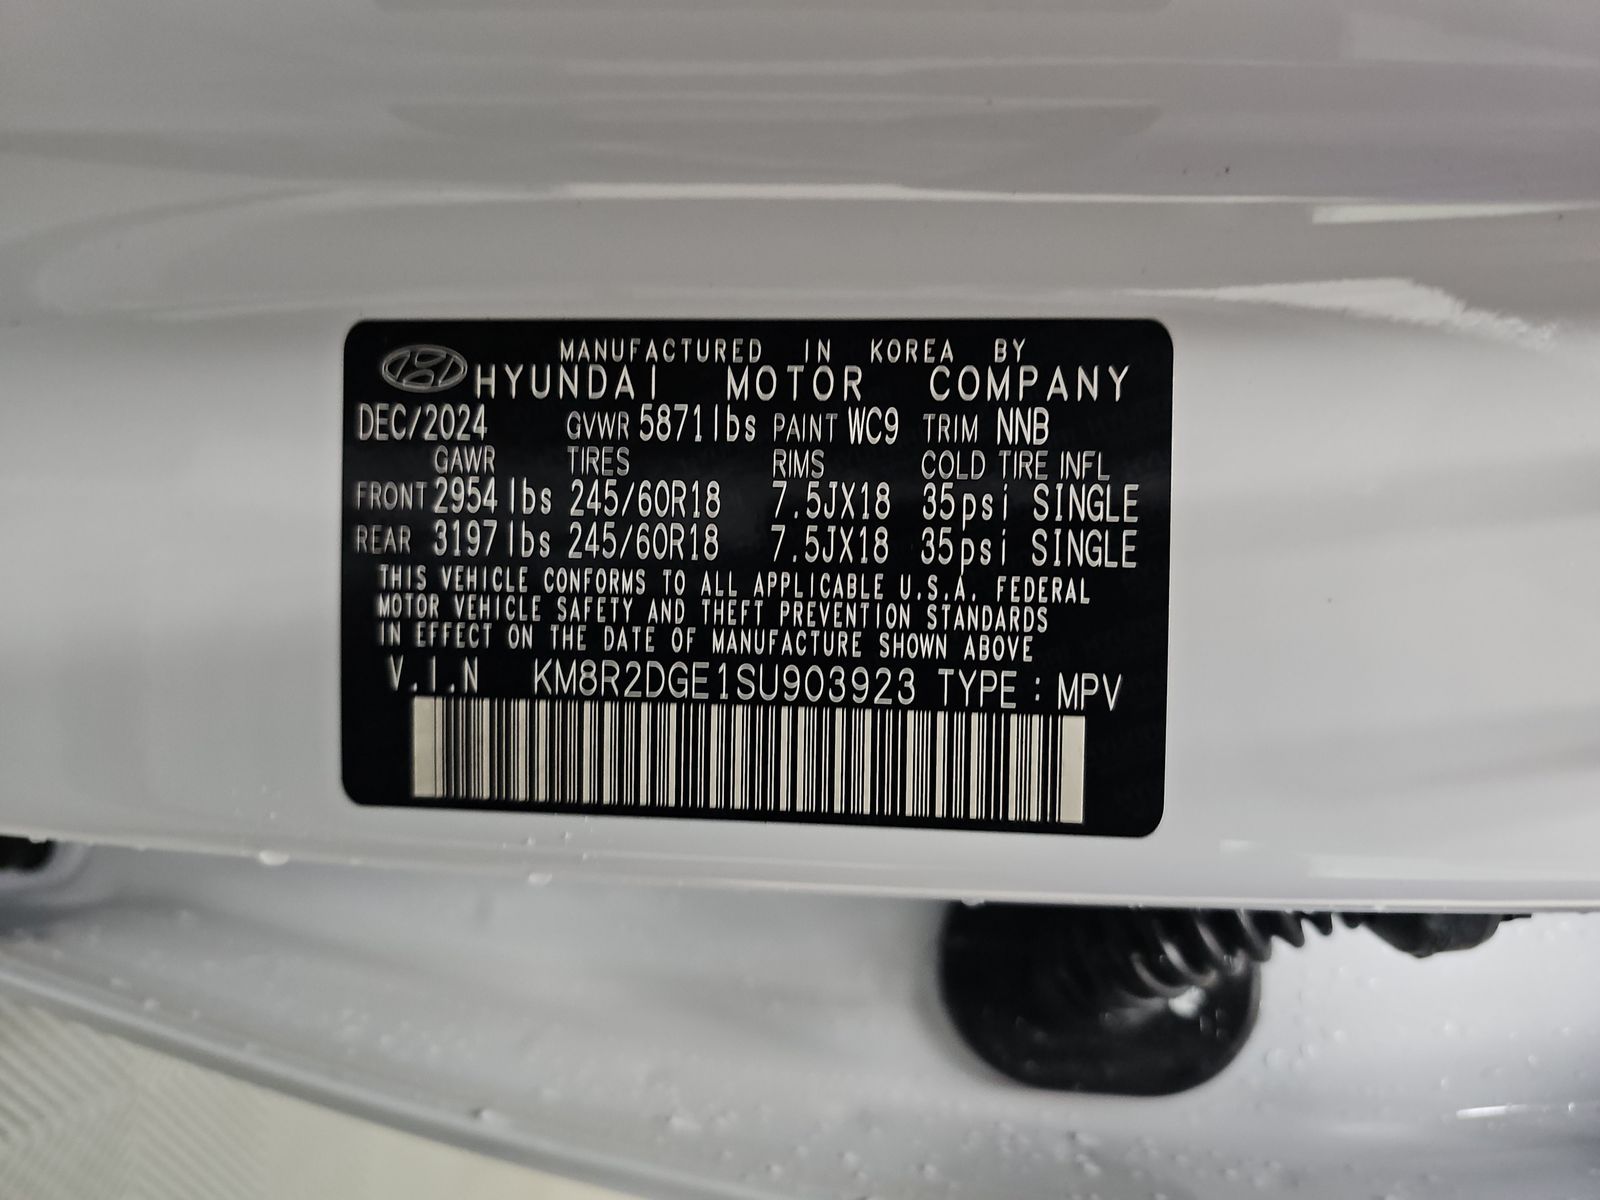 MANUFACTURED IN KOREA BY
HYUNDAI MOTOR COMPANY
DEC/2024 GVWR 5871lbs PAINT WC9 TRIM NNB
GAWR TIRES RIMS COLD TIRE INFL
FRONT 2954lbs 245/60R18 7.5JX18 35psi SINGLE
REAR 3197lbs 245/60R18 7.5JX18 35psi SINGLE
THIS VEHICLE CONFORMS TO ALL APPLICABLE U.S.A. FEDERAL
MOTOR VEHICLE SAFETY AND THEFT PREVENTION STANDARDS
IN EFFECT ON THE DATE OF MANUFACTURE SHOWN ABOVE
V.I.N KM8R2DGE1SU903923 TYPE : MPV